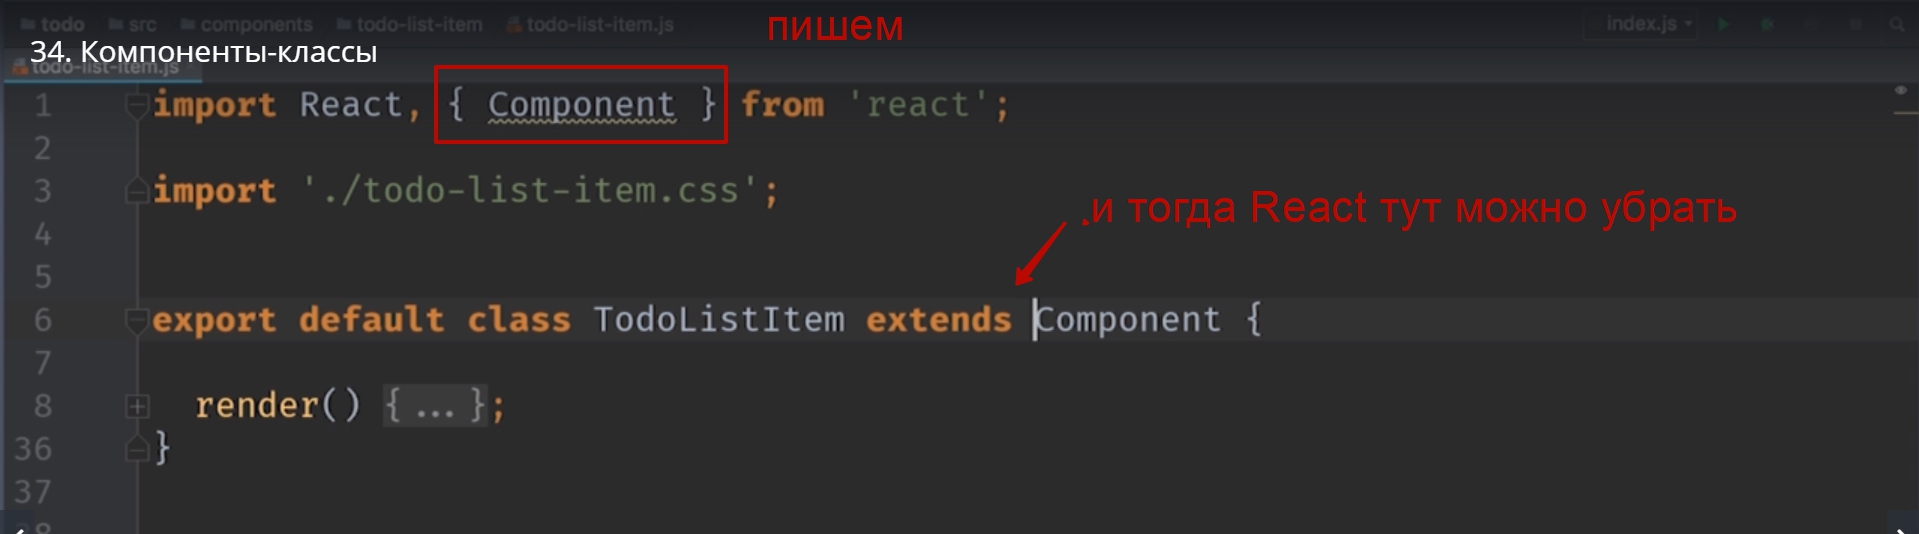 todo src components todo-list-item todo-list-item.js пишем index.js
34. Компоненты-классы
todo-list-item.js
1 import React, { Component } from 'react';
2
3 import './todo-list-item.css';
.и тогда React тут можно убрать
4
5
6 export default class TodoListItem extends Component {
7
8 render() {...};
36 }
37
38